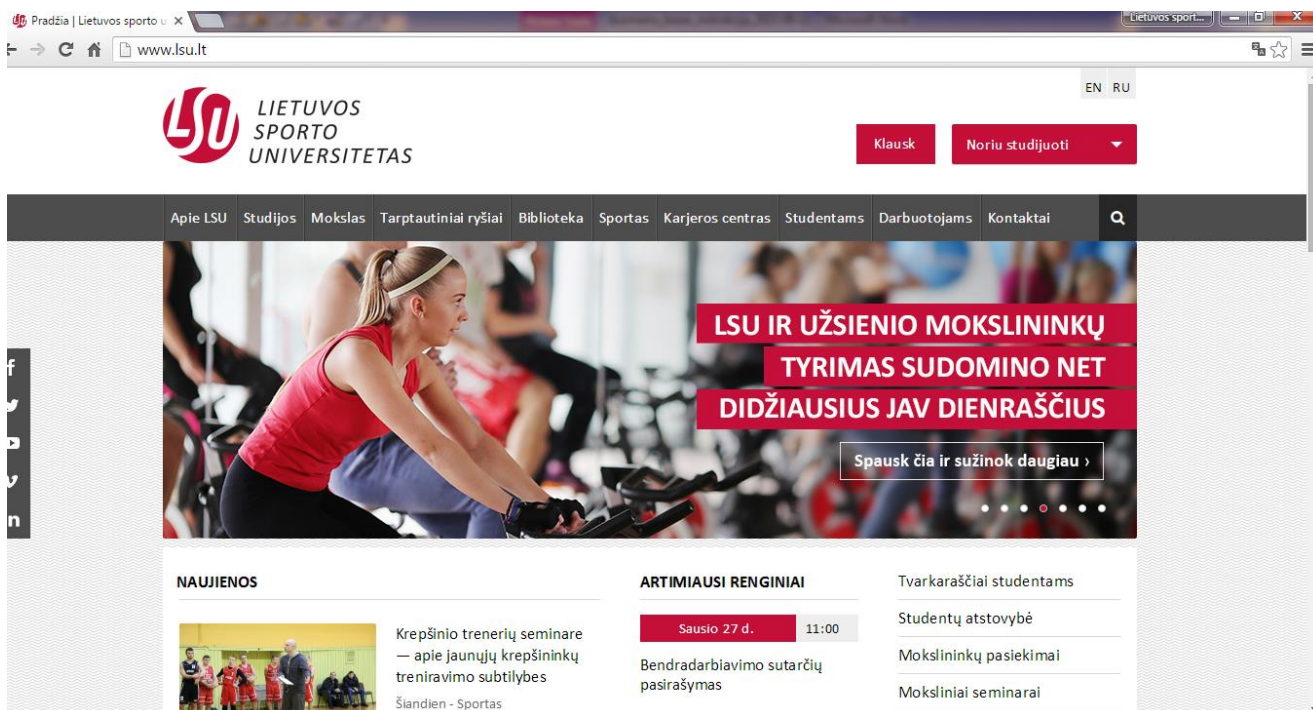 Pradžia | Lietuvos sporto u
Lietuvos sport...
www.lsu.lt
EN RU
LSU
LIETUVOS
SPORTO
UNIVERSITETAS
Klausk
Noriu studijuoti
Apie LSU Studijos Mokslas Tarptautiniai ryšiai Biblioteka Sportas Karjeros centras Studentams Darbuotojams Kontaktai
LSU IR UŽSIENIO MOKSLININKŲ
TYRIMAS SUDOMINO NET
DIDŽIAUSIUS JAV DIENRAŠČIUS
Spausk čia ir sužinok daugiau ›
NAUJIENOS
Krepšinio trenerių seminare
— apie jaunųjų krepšininkų
treniravimo subtilybes
Šiandien - Sportas
ARTIMIAUSI RENGINIAI
Sausio 27 d. 11:00
Bendradarbiavimo sutarčių
pasirašymas
Tvarkaraščiai studentams
Studentų atstovybė
Mokslininkų pasiekimai
Moksliniai seminarai